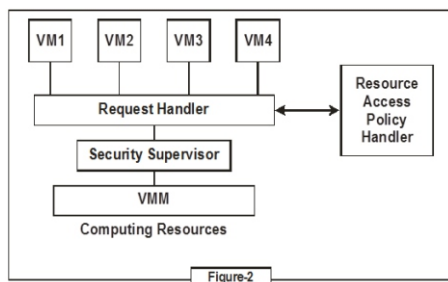 VM1 VM2 VM3 VM4
Request Handler
Resource
Access
Policy
Handler
Security Supervisor
VMM
Computing Resources
Figure-2